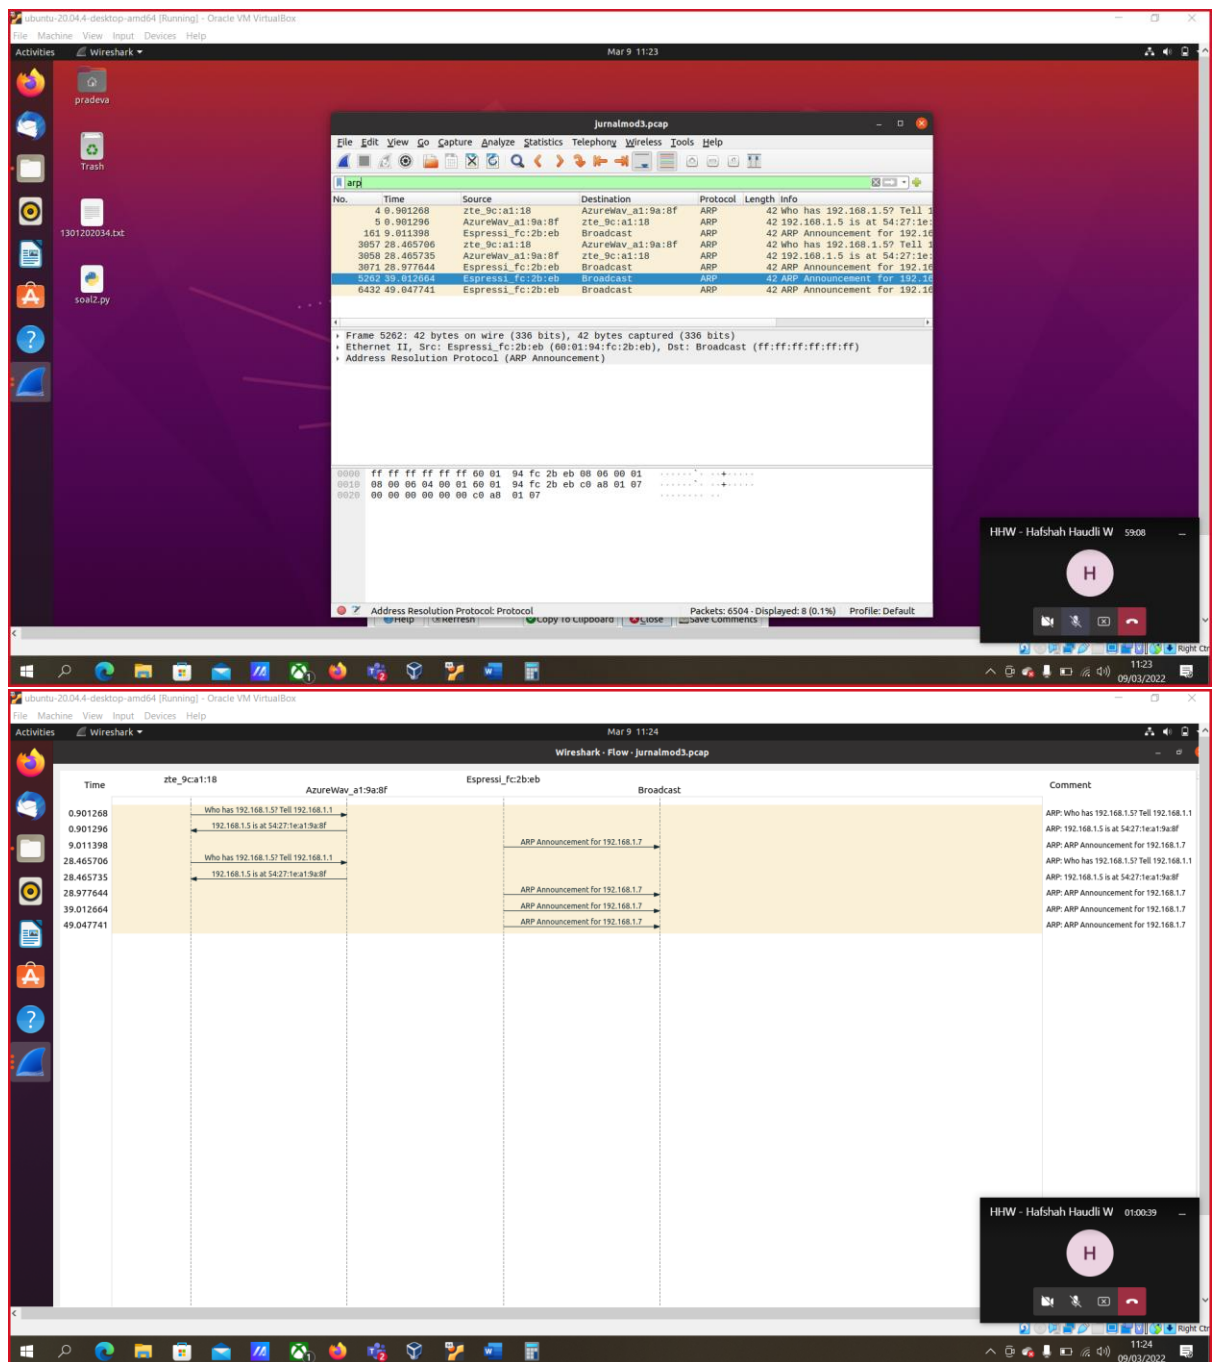 ubuntu-20.04.4-desktop-amd64 [Running] - Oracle VM VirtualBox
File Machine View Input Devices Help
Activities Wireshark Mar 9 11:23
pradeva
Trash
1301202034.txt
soal2.py
jurnalmod3.pcap
File Edit View Go Capture Analyze Statistics Telephony Wireless Tools Help
arp
No. Time Source Destination Protocol Length Info
4 0.901268 zte_9c:a1:18 AzureWav_a1:9a:8f ARP 42 Who has 192.168.1.5? Tell 1
5 0.901296 AzureWav_a1:9a:8f zte_9c:a1:18 ARP 42 192.168.1.5 is at 54:27:1e:
161 9.011398 Espressi_fc:2b:eb Broadcast ARP 42 ARP Announcement for 192.16
3057 28.465706 zte_9c:a1:18 AzureWav_a1:9a:8f ARP 42 Who has 192.168.1.5? Tell 1
3058 28.465735 AzureWav_a1:9a:8f zte_9c:a1:18 ARP 42 192.168.1.5 is at 54:27:1e:
3071 28.977644 Espressi_fc:2b:eb Broadcast ARP 42 ARP Announcement for 192.16
5262 39.012664 Espressi_fc:2b:eb Broadcast ARP 42 ARP Announcement for 192.16
6432 49.047741 Espressi_fc:2b:eb Broadcast ARP 42 ARP Announcement for 192.16
Frame 5262: 42 bytes on wire (336 bits), 42 bytes captured (336 bits)
Ethernet II, Src: Espressi_fc:2b:eb (60:01:94:fc:2b:eb), Dst: Broadcast (ff:ff:ff:ff:ff:ff)
Address Resolution Protocol (ARP Announcement)
0000 ff ff ff ff ff ff 60 01 94 fc 2b eb 08 06 00 01 ······`· ··+·····
0010 08 00 06 04 00 01 60 01 94 fc 2b eb c0 a8 01 07 ······`· ··+·····
0020 00 00 00 00 00 00 c0 a8 01 07 ········ ··
Address Resolution Protocol: Protocol Packets: 6504 · Displayed: 8 (0.1%) Profile: Default
Help Refresh Copy To Clipboard Close Save Comments
HHW - Hafshah Haudli W 59:08
H
Right Ctr
11:23
09/03/2022
ubuntu-20.04.4-desktop-amd64 [Running] - Oracle VM VirtualBox
File Machine View Input Devices Help
Activities Wireshark Mar 9 11:24
Wireshark · Flow · jurnalmod3.pcap
Time zte_9c:a1:18 AzureWav_a1:9a:8f Espressi_fc:2b:eb Broadcast Comment
0.901268 Who has 192.168.1.5? Tell 192.168.1.1 ARP: Who has 192.168.1.5? Tell 192.168.1.1
0.901296 192.168.1.5 is at 54:27:1e:a1:9a:8f ARP: 192.168.1.5 is at 54:27:1e:a1:9a:8f
9.011398 ARP Announcement for 192.168.1.7 ARP: ARP Announcement for 192.168.1.7
28.465706 Who has 192.168.1.5? Tell 192.168.1.1 ARP: Who has 192.168.1.5? Tell 192.168.1.1
28.465735 192.168.1.5 is at 54:27:1e:a1:9a:8f ARP: 192.168.1.5 is at 54:27:1e:a1:9a:8f
28.977644 ARP Announcement for 192.168.1.7 ARP: ARP Announcement for 192.168.1.7
39.012664 ARP Announcement for 192.168.1.7 ARP: ARP Announcement for 192.168.1.7
49.047741 ARP Announcement for 192.168.1.7 ARP: ARP Announcement for 192.168.1.7
HHW - Hafshah Haudli W 01:00:39
H
Right Ctr
11:24
09/03/2022